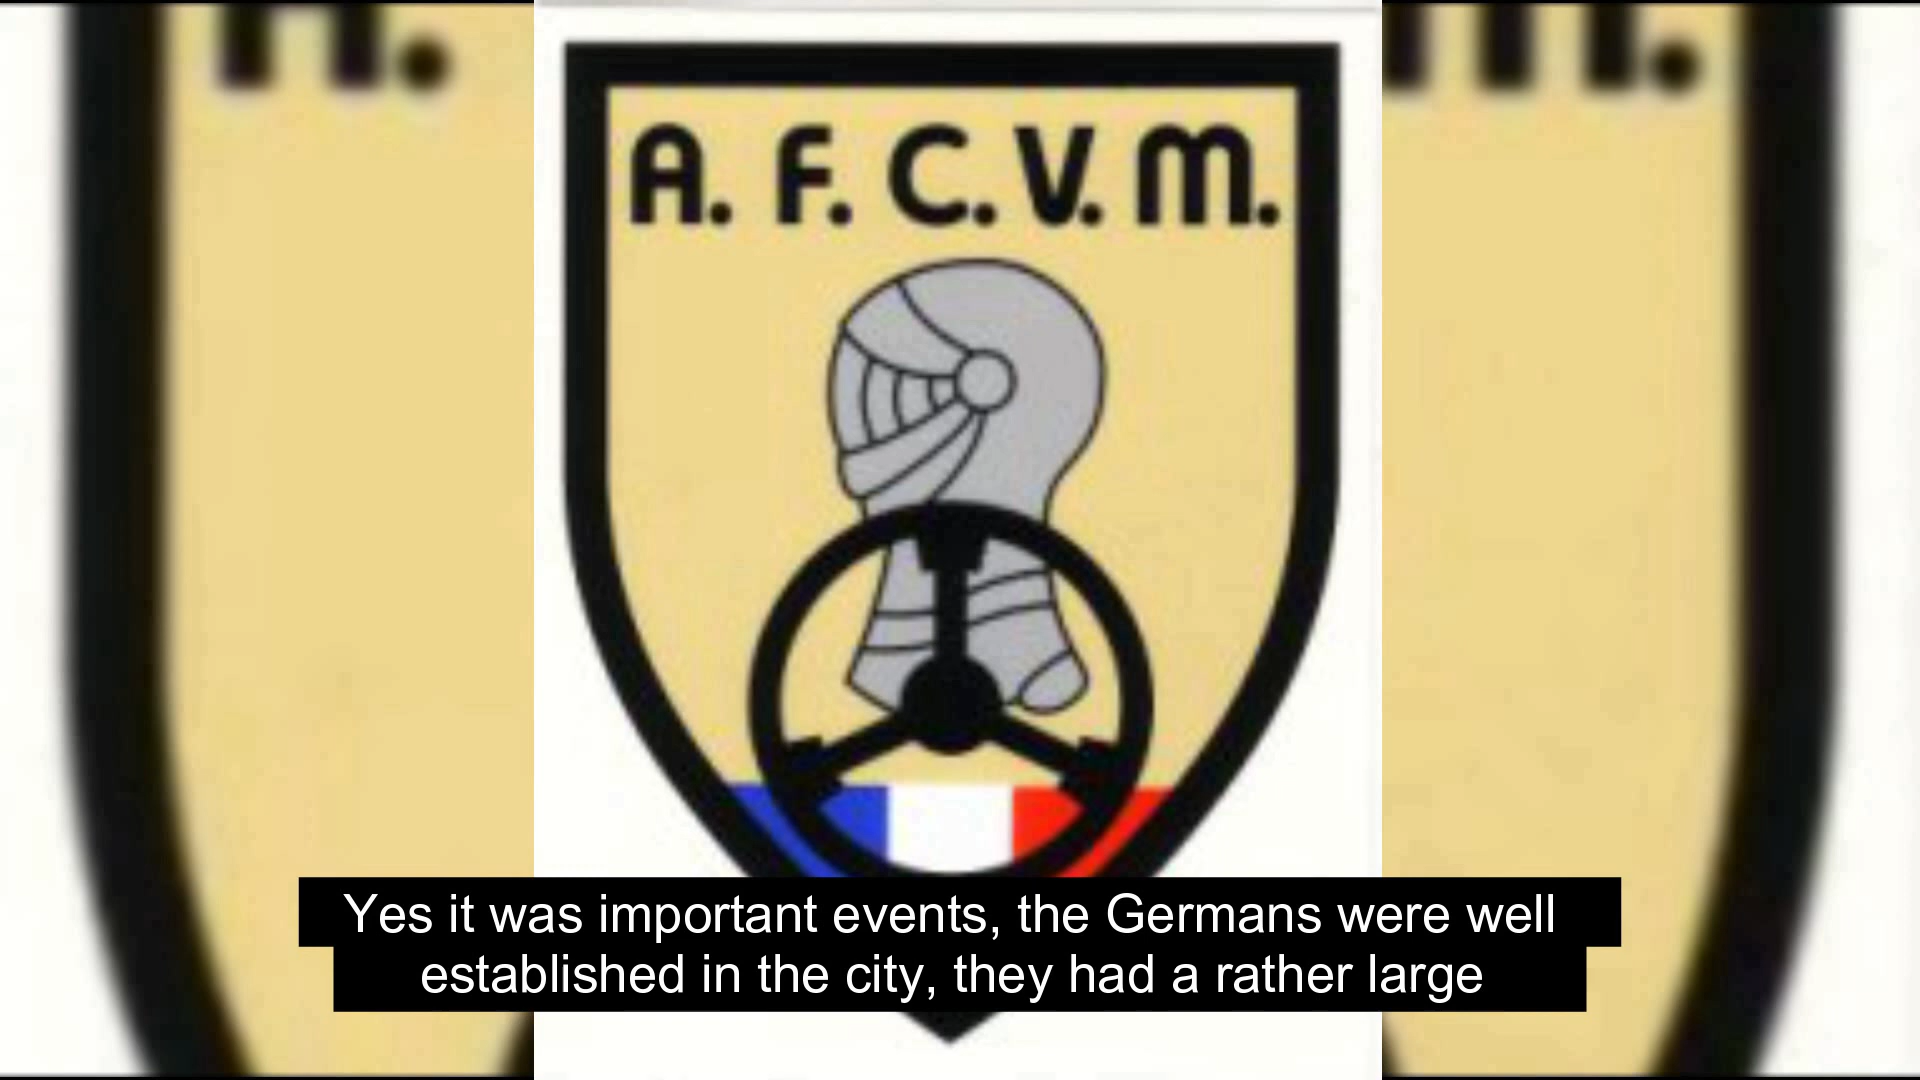 A. F. C. V. M.
Yes it was important events, the Germans were well
established in the city, they had a rather large